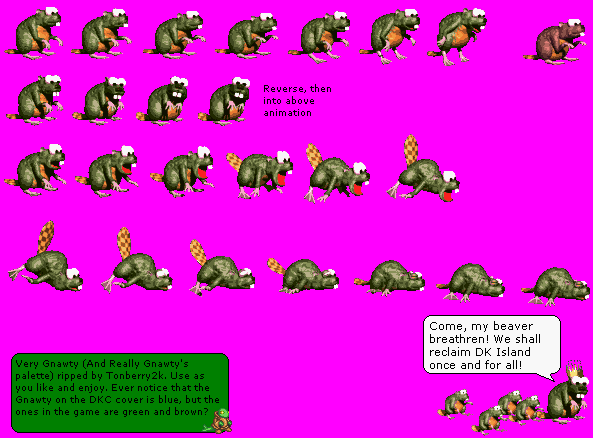 Reverse, then
into above
animation
Come, my beaver
breathren! We shall
reclaim DK Island
once and for all!
Very Gnawty (And Really Gnawty's
palette) ripped by Tonberry2k. Use as
you like and enjoy. Ever notice that the
Gnawty on the DKC cover is blue, but the
ones in the game are green and brown?